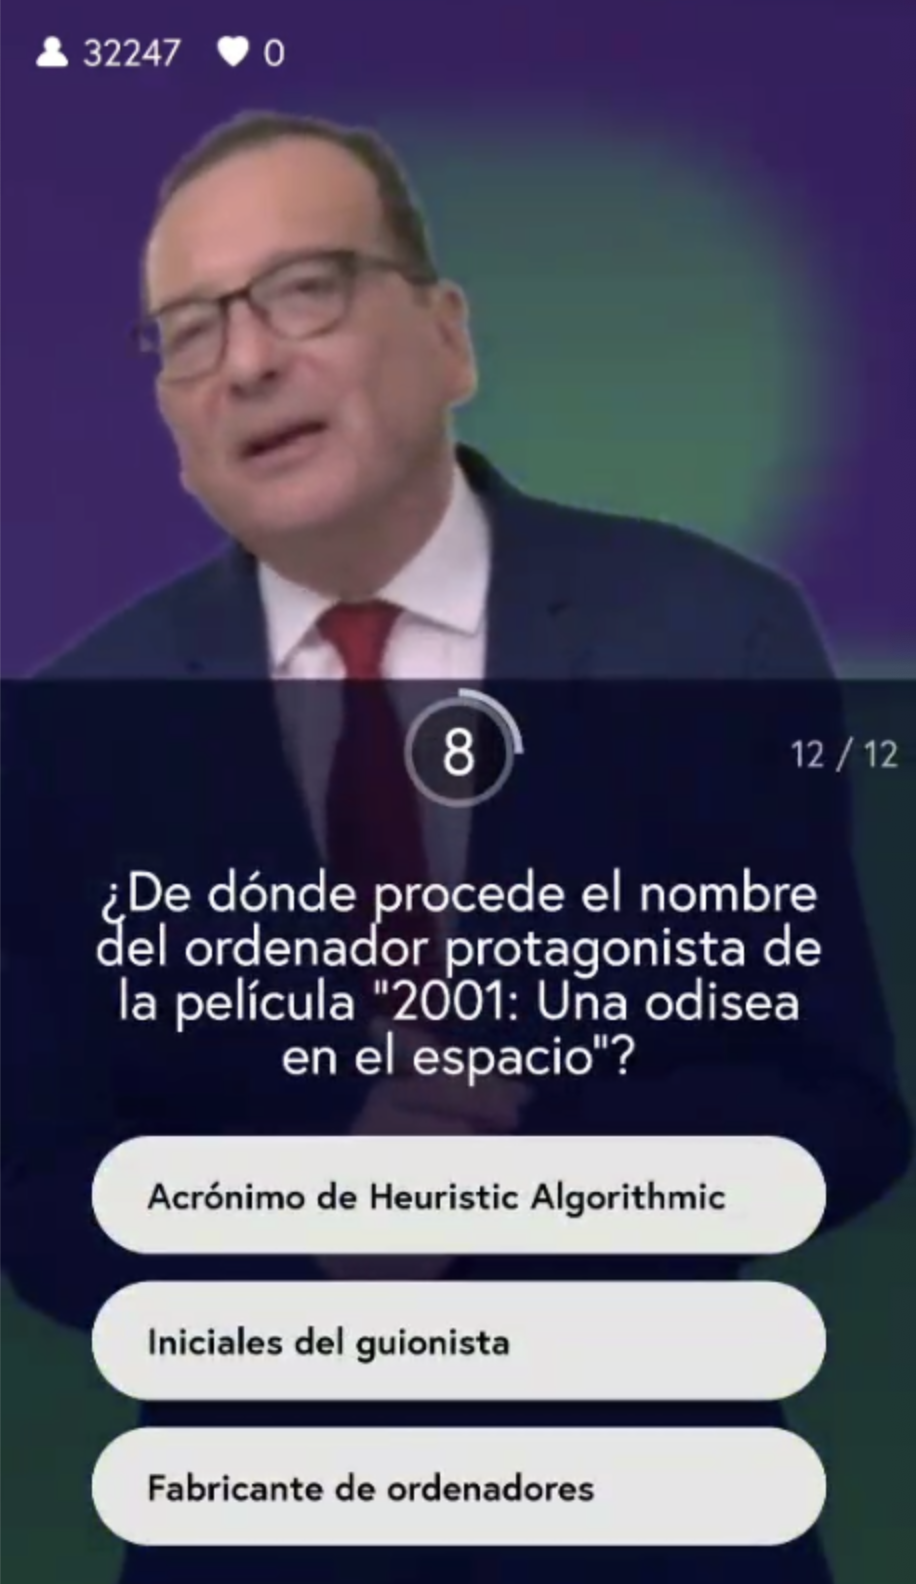 32247 0
8
12 / 12
¿De dónde procede el nombre
del ordenador protagonista de
la película "2001: Una odisea
en el espacio"?
Acrónimo de Heuristic Algorithmic
Iniciales del guionista
Fabricante de ordenadores